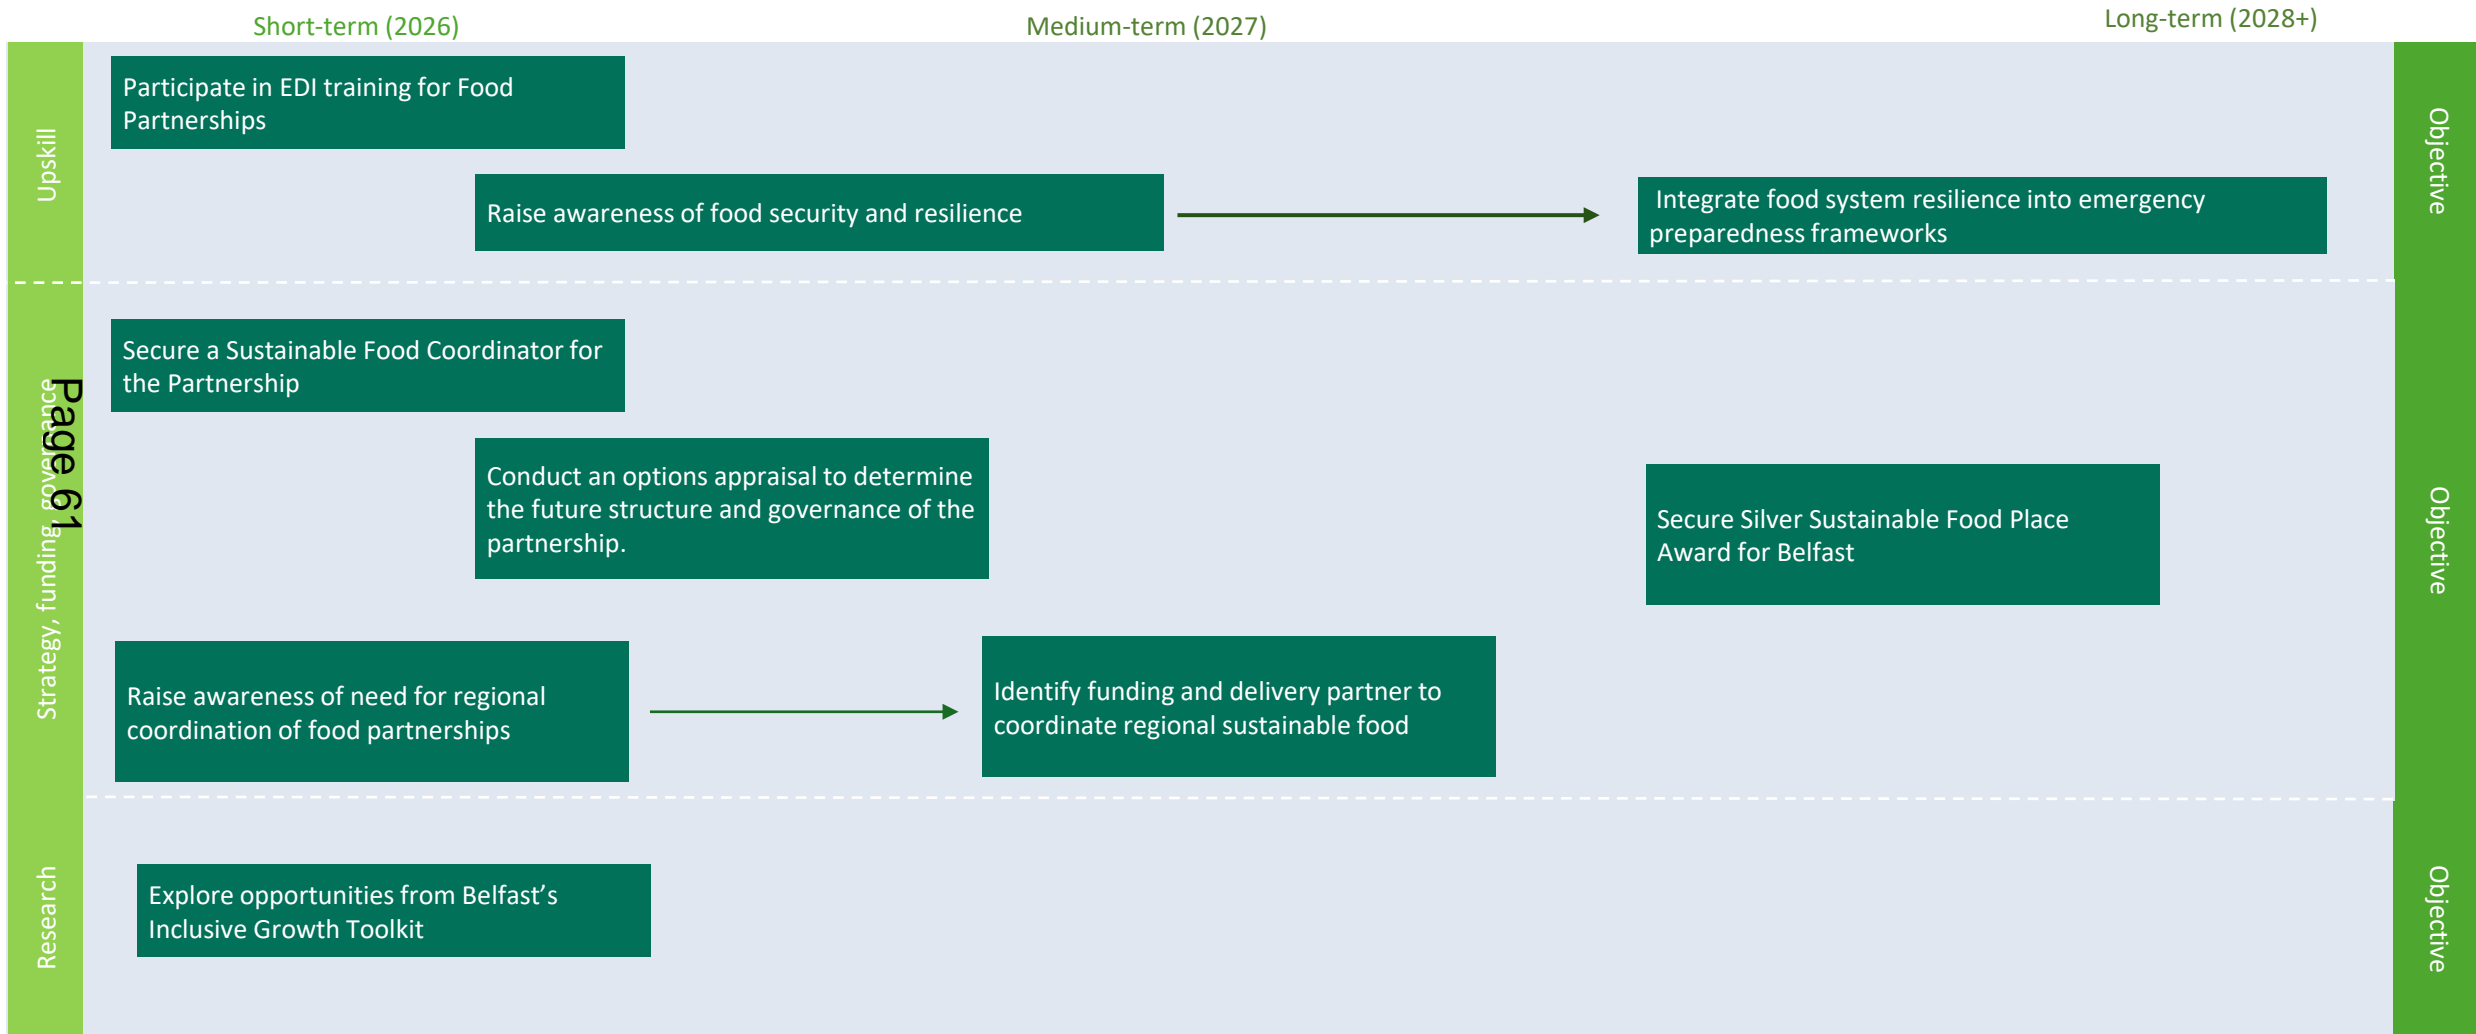 Short-term (2026)
Medium-term (2027)
Long-term (2028+)
Upskill
Participate in EDI training for Food
Partnerships
Raise awareness of food security and resilience
Integrate food system resilience into emergency
preparedness frameworks
Objective
Strategy, funding, governance
Page 61
Secure a Sustainable Food Coordinator for
the Partnership
Conduct an options appraisal to determine
the future structure and governance of the
partnership.
Secure Silver Sustainable Food Place
Award for Belfast
Raise awareness of need for regional
coordination of food partnerships
Identify funding and delivery partner to
coordinate regional sustainable food
Objective
Research
Explore opportunities from Belfast’s
Inclusive Growth Toolkit
Objective